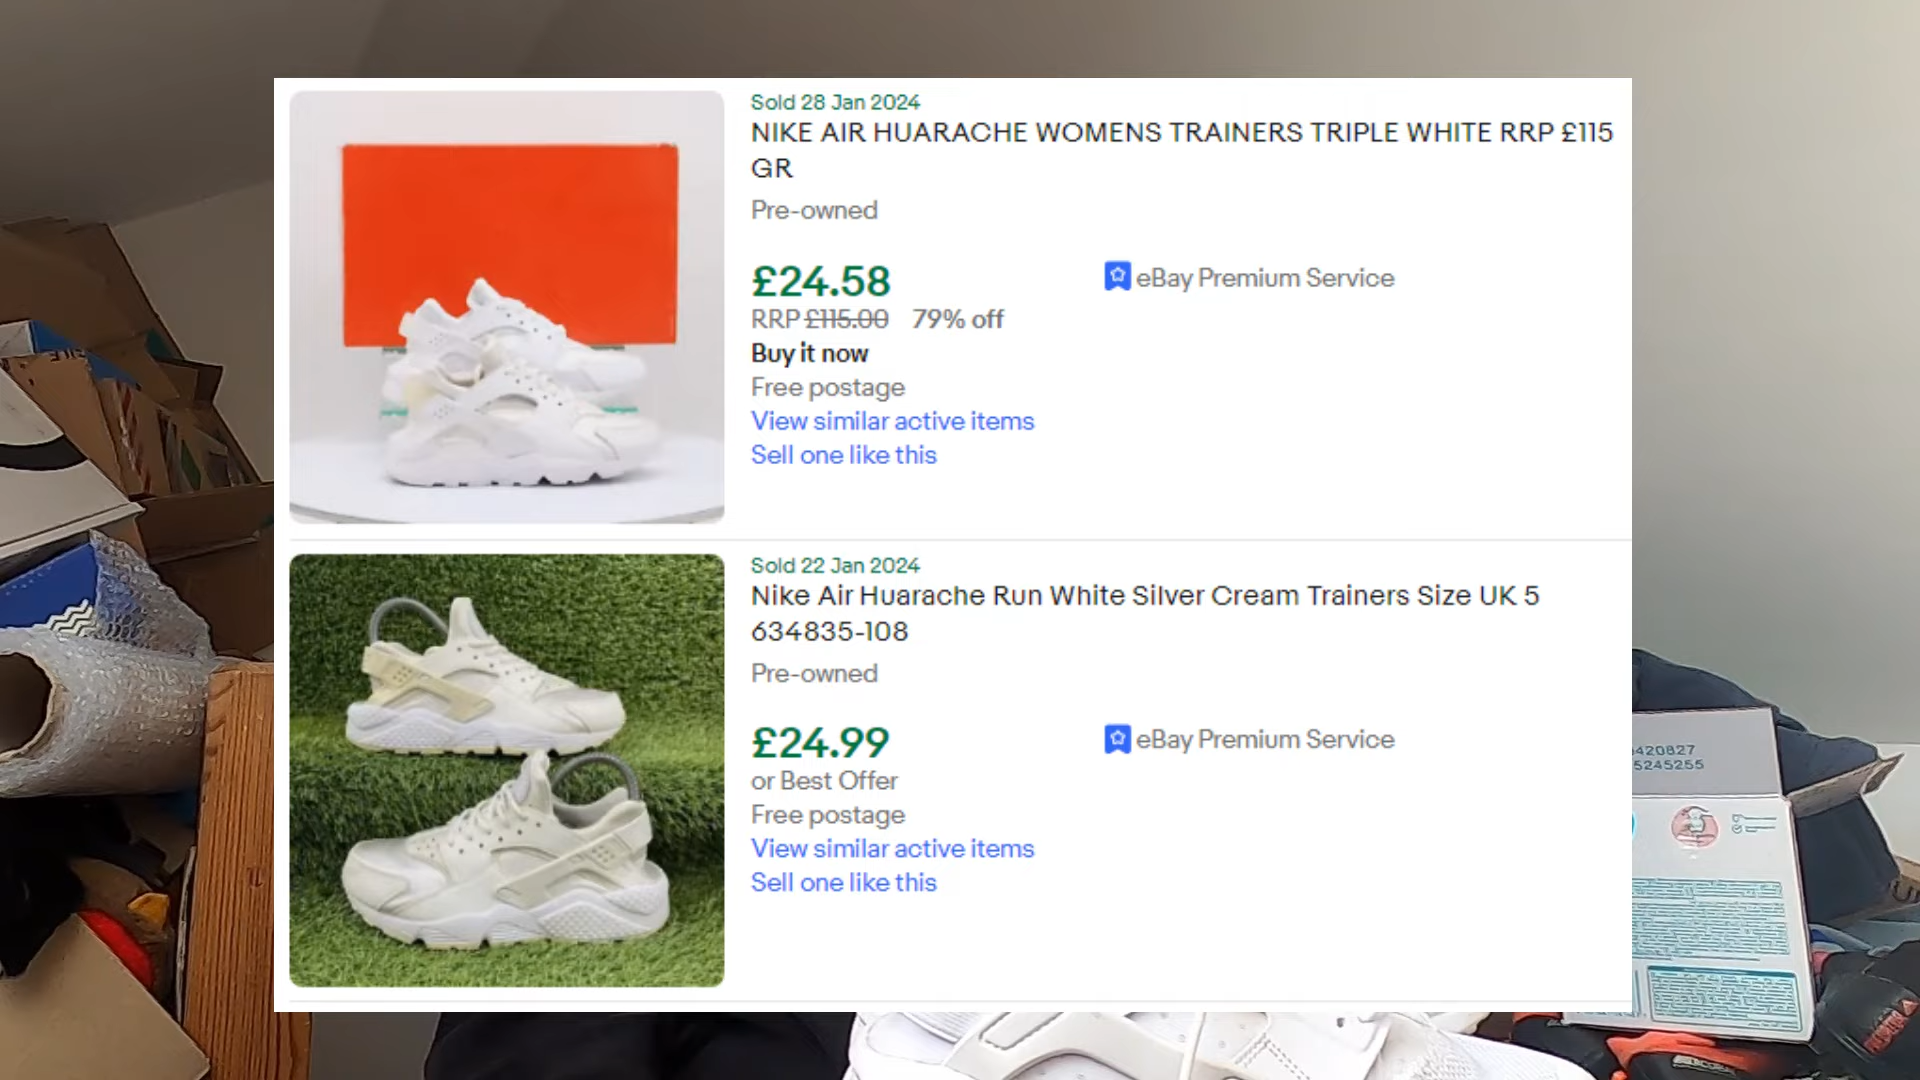 Sold 28 Jan 2024
NIKE AIR HUARACHE WOMENS TRAINERS TRIPLE WHITE RRP £115
GR
Pre-owned
£24.58
eBay Premium Service
RRP £115.00 79% off
Buy it now
Free postage
View similar active items
Sell one like this
Sold 22 Jan 2024
Nike Air Huarache Run White Silver Cream Trainers Size UK 5
634835-108
Pre-owned
£24.99
eBay Premium Service
or Best Offer
Free postage
View similar active items
Sell one like this
420827
5245255